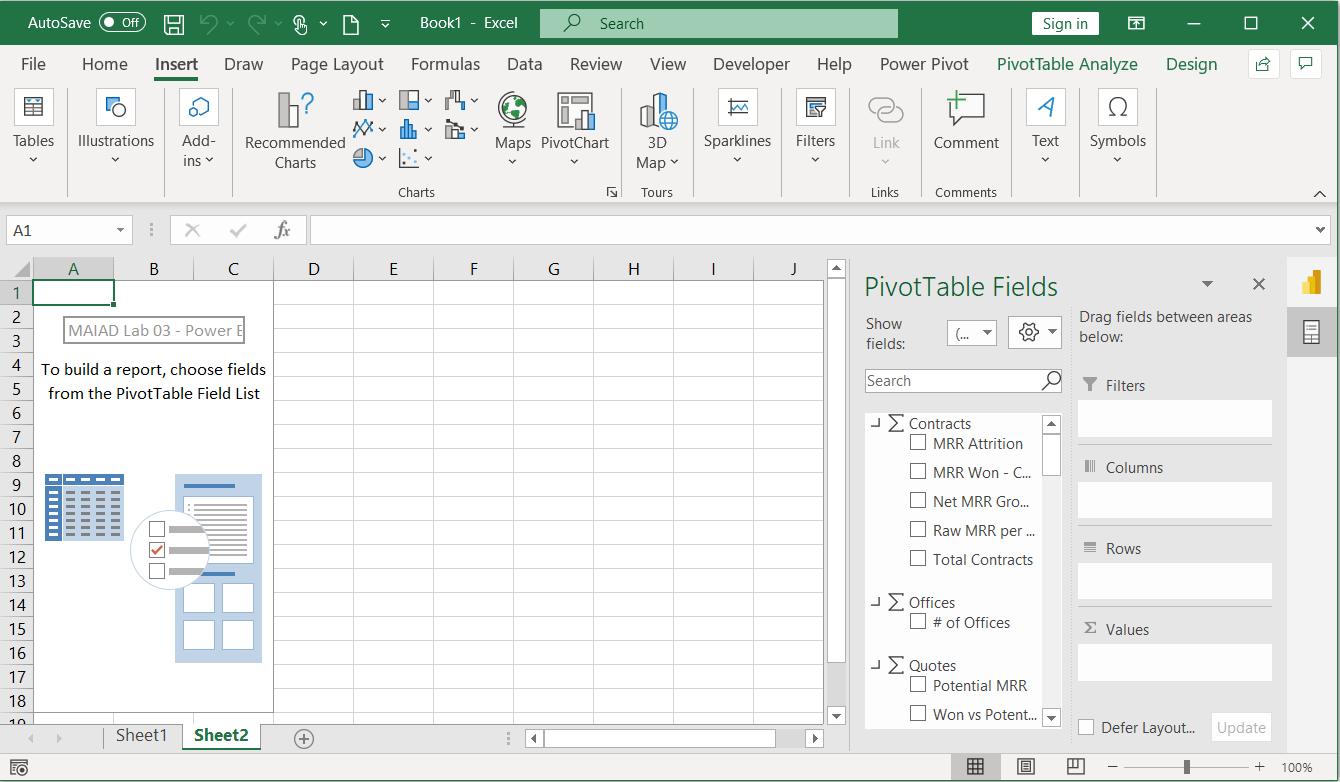 AutoSave Off Book1 - Excel Search Sign in
File Home Insert Draw Page Layout Formulas Data Review View Developer Help Power Pivot PivotTable Analyze Design
Tables Illustrations Add-ins Recommended Charts Maps PivotChart 3D Map Sparklines Filters Link Comment Text Symbols
Charts Tours Links Comments
A1 fx
A B C D E F G H I J
1
2
MAIAD Lab 03 - Power
3
4
To build a report, choose fields
5
from the PivotTable Field List
6
7
8
9
10
11
12
13
14
15
16
17
18
19
PivotTable Fields
Show
fields:
(...
Search
Contracts
MRR Attrition
MRR Won - C...
Net MRR Gro...
Raw MRR per ...
Total Contracts
Offices
# of Offices
Quotes
Potential MRR
Won vs Potent...
Drag fields between areas
below:
Filters
Columns
Rows
Σ Values
Defer Layout... Update
Sheet1 Sheet2
100%